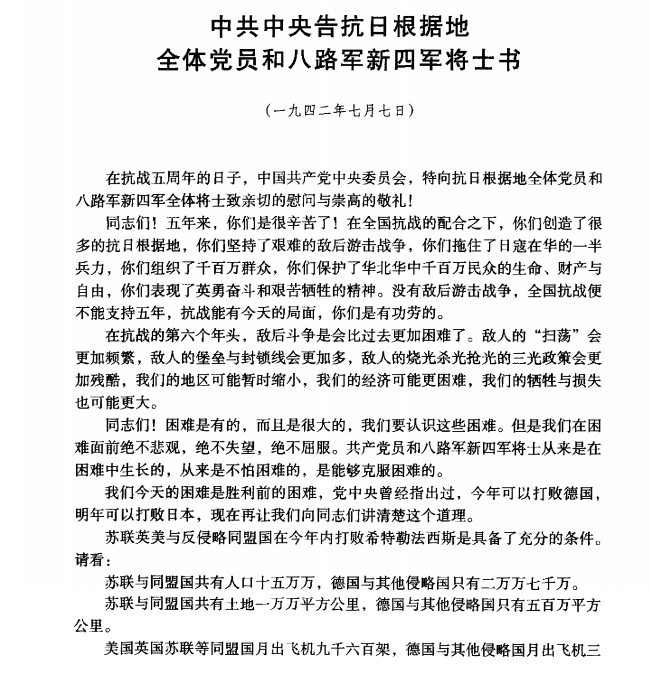 中共中央告抗日根据地
全体党员和八路军新四军将士书
（一九四二年七月七日）
在抗战五周年的日子，中国共产党中央委员会，特向抗日根据地全体党员和
八路军新四军全体将士致亲切的慰问与崇高的敬礼！
同志们！五年来，你们是很辛苦了！在全国抗战的配合之下，你们创造了很
多的抗日根据地，你们坚持了艰难的敌后游击战争，你们拖住了日寇在华的一半
兵力，你们组织了千百万群众，你们保护了华北华中千百万民众的生命、财产与
自由，你们表现了英勇奋斗和艰苦牺牲的精神。没有敌后游击战争，全国抗战便
不能支持五年，抗战能有今天的局面，你们是有功劳的。
在抗战的第六个年头，敌后斗争是会比过去更加困难了。敌人的“扫荡”会
更加频繁，敌人的堡垒与封锁线会更加多，敌人的烧光杀光抢光的三光政策会更
加残酷，我们的地区可能暂时缩小，我们的经济可能更困难，我们的牺牲与损失
也可能更大。
同志们！困难是有的，而且是很大的，我们要认识这些困难。但是我们在困
难面前绝不悲观，绝不失望，绝不屈服。共产党员和八路军新四军将士从来是在
困难中生长的，从来是不怕困难的，是能够克服困难的。
我们今天的困难是胜利前的困难，党中央曾经指出过，今年可以打败德国，
明年可以打败日本，现在再让我们向同志们讲清楚这个道理。
苏联英美与反侵略同盟国在今年内打败希特勒法西斯是具备了充分的条件。
请看：
苏联与同盟国共有人口十五万万，德国与其他侵略国只有二万万七千万。
苏联与同盟国共有土地一万万平方公里，德国与其他侵略国只有五百万平方
公里。
美国英国苏联等同盟国月出飞机九千六百架，德国与其他侵略国月出飞机三